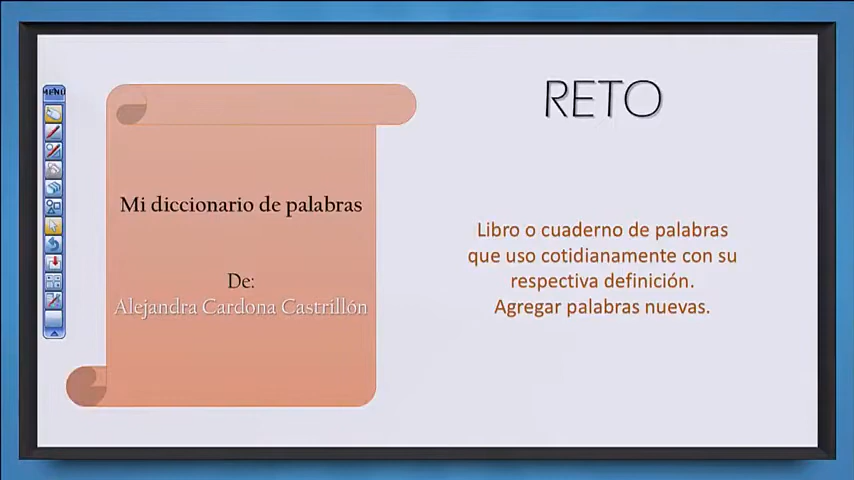 MENU
Mi diccionario de palabras
De:
Alejandra Cardona Castrillón
RETO
Libro o cuaderno de palabras
que uso cotidianamente con su
respectiva definición.
Agregar palabras nuevas.